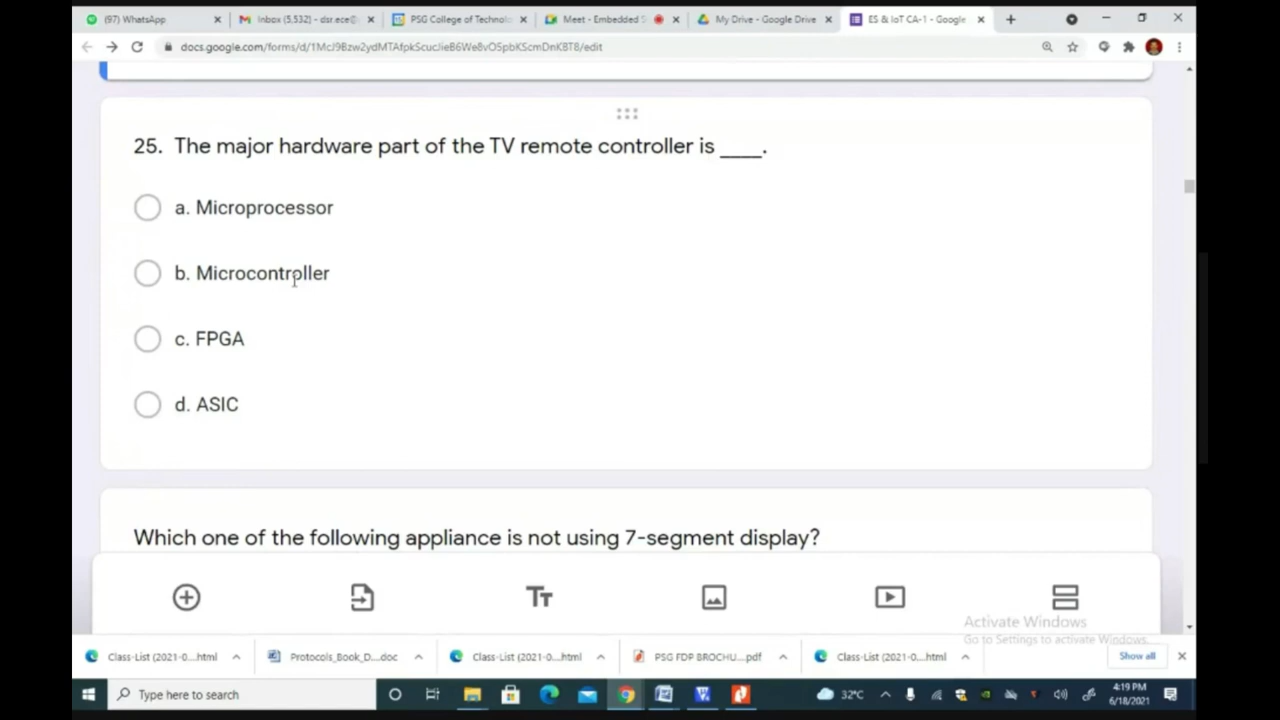 (97) WhatsApp
Inbox (5,532) - dsr.ece@
PSG College of Technolo
Meet - Embedded S
My Drive - Google Drive
ES & IoT CA-1 - Google
25. The major hardware part of the TV remote controller is ____.
a. Microprocessor
b. Microcontroller
c. FPGA
d. ASIC
Which one of the following appliance is not using 7-segment display?
Tт
Activate Windows
Go to Settings to activate Windows.
Class-List (2021-0....html
Protocols_Book_D....doc
Class-List (2021-0....html
PSG FDP BROCHU....pdf
Class-List (2021-0....html
Show all
Type here to search
32°C
4:19 PM
6/18/2021